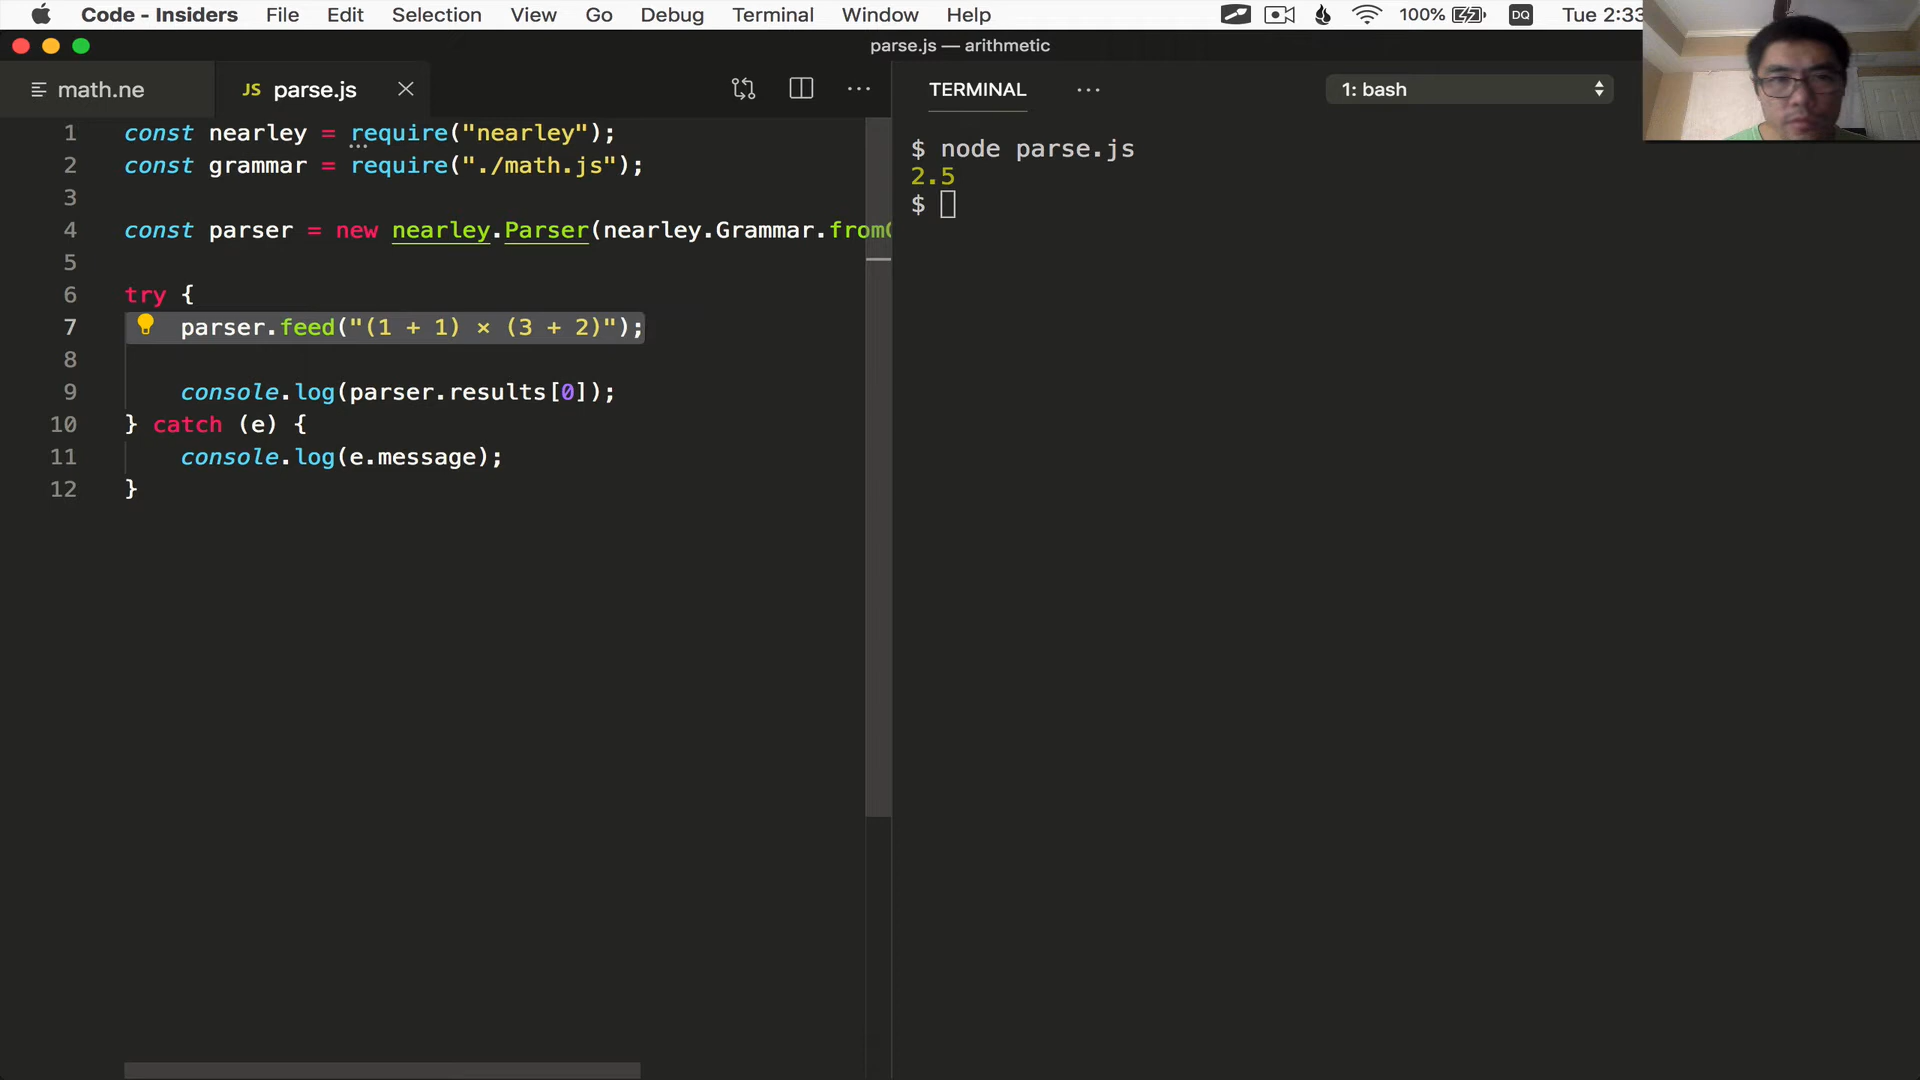 Code - Insiders File Edit Selection View Go Debug Terminal Window Help 100% DQ Tue 2:33
parse.js — arithmetic
math.ne JS parse.js
TERMINAL 1: bash
1 const nearley = require("nearley");
2 const grammar = require("./math.js");
3
4 const parser = new nearley.Parser(nearley.Grammar.from
5
6 try {
7 parser.feed("(1 + 1) × (3 + 2)");
8
9 console.log(parser.results[0]);
10 } catch (e) {
11 console.log(e.message);
12 }
$ node parse.js
2.5
$